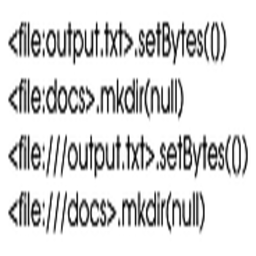 <file:output.txt>.setBytes([])
<file:docs>.mkdir(null)
<file:///output.txt>.setBytes([])
<file:///docs>.mkdir(null)